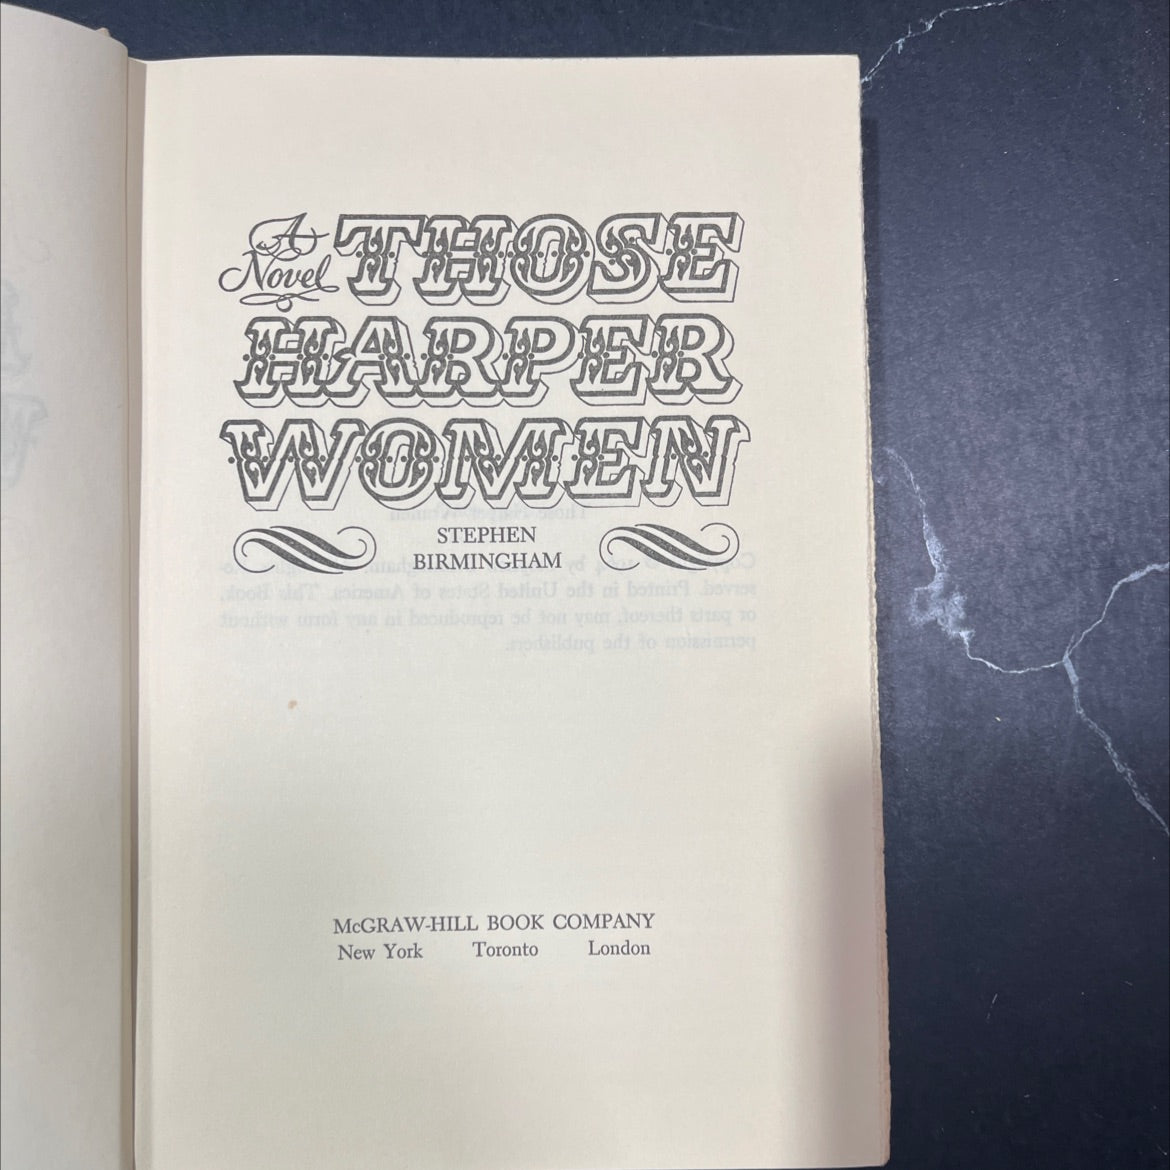 A Novel THOSE
HARPER
WOMEN
STEPHEN
BIRMINGHAM
McGRAW-HILL BOOK COMPANY
New York Toronto London